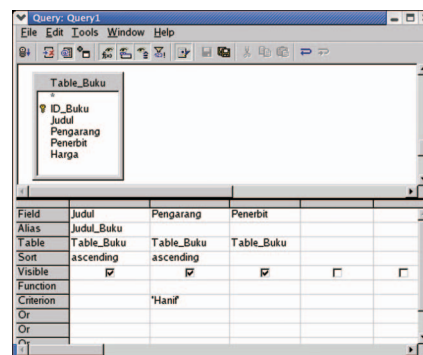 Query: Query1
File Edit Tools Window Help
Table_Buku
*
ID_Buku
Judul
Pengarang
Penerbit
Harga
Field Judul Pengarang Penerbit
Alias Judul_Buku
Table Table_Buku Table_Buku Table_Buku
Sort ascending ascending
Visible
Function
Criterion 'Hanif'
Or
Or
Or